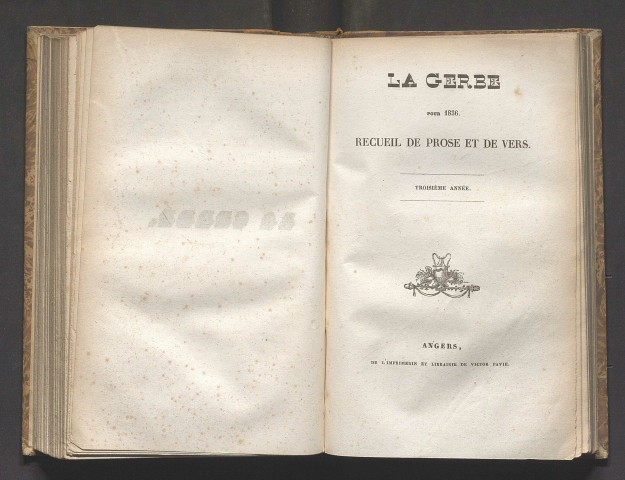 LA GERBE
POUR 1836.
RECUEIL DE PROSE ET DE VERS.
TROISIÈME ANNÉE.
ANGERS,
DE L'IMPRIMERIE ET LIBRAIRIE DE VICTOR PAVIE.